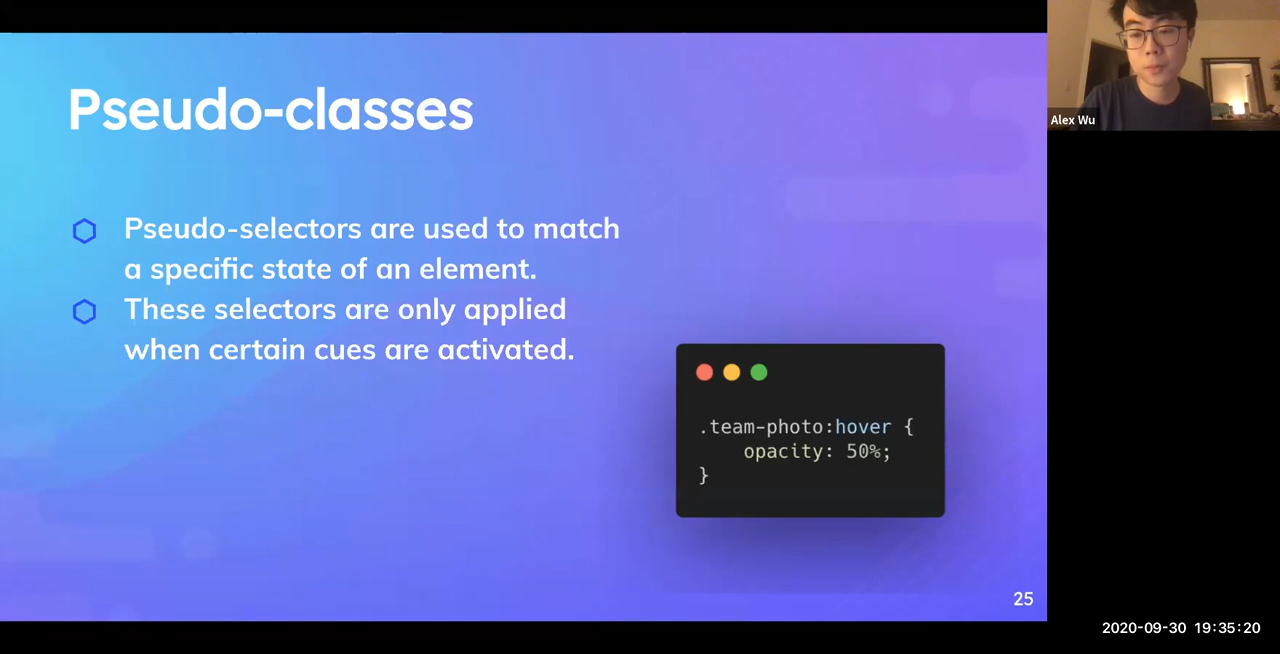 Pseudo-classes
Pseudo-selectors are used to match
a specific state of an element.
These selectors are only applied
when certain cues are activated.
.team-photo:hover {
    opacity: 50%;
}
25
Alex Wu
2020-09-30 19:35:20